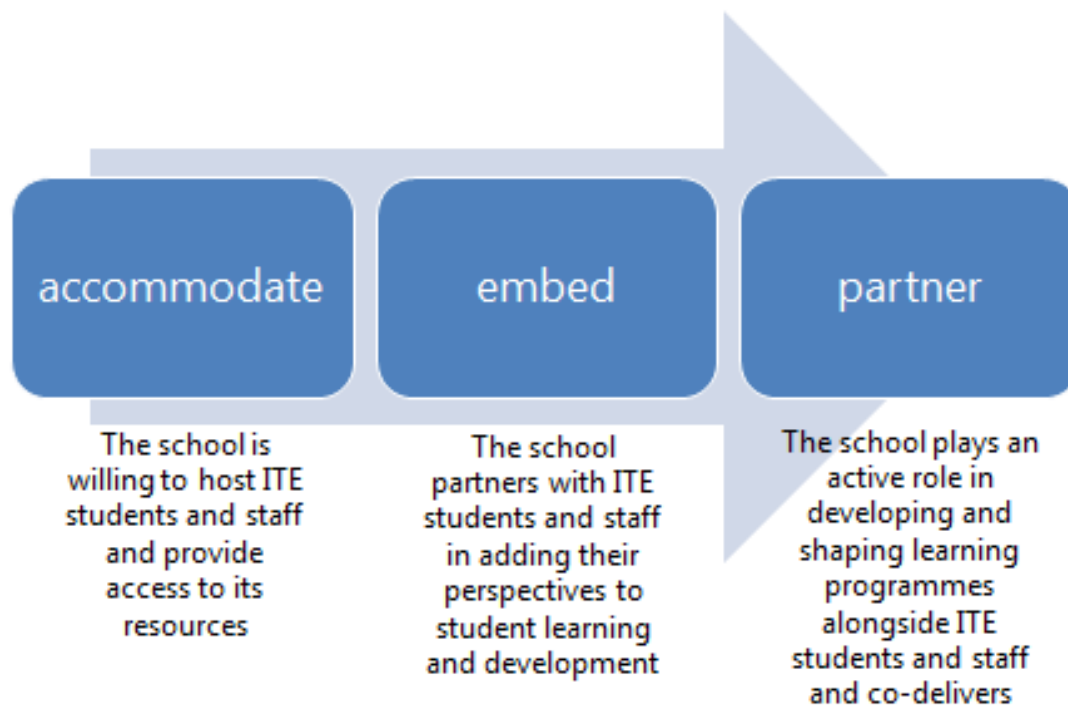 accommodate
The school is
willing to host ITE
students and staff
and provide
access to its
resources
embed
The school
partners with ITE
students and staff
in adding their
perspectives to
student learning
and development
partner
The school plays an
active role in
developing and
shaping learning
programmes
alongside ITE
students and staff
and co-delivers